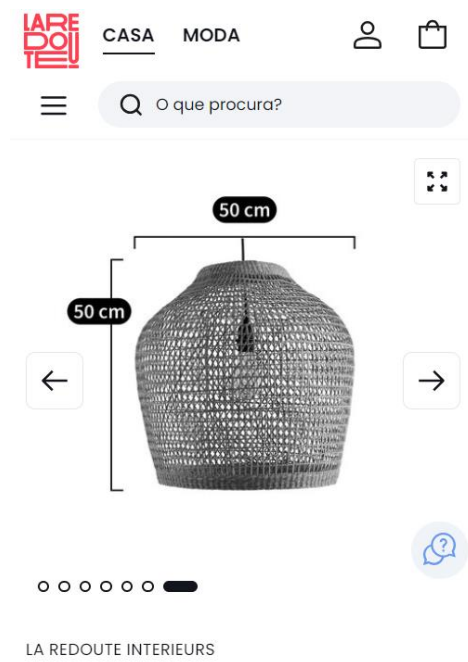 LA RE
DOU
TE
CASA MODA
O que procura?
50 cm
50 cm
LA REDOUTE INTERIEURS